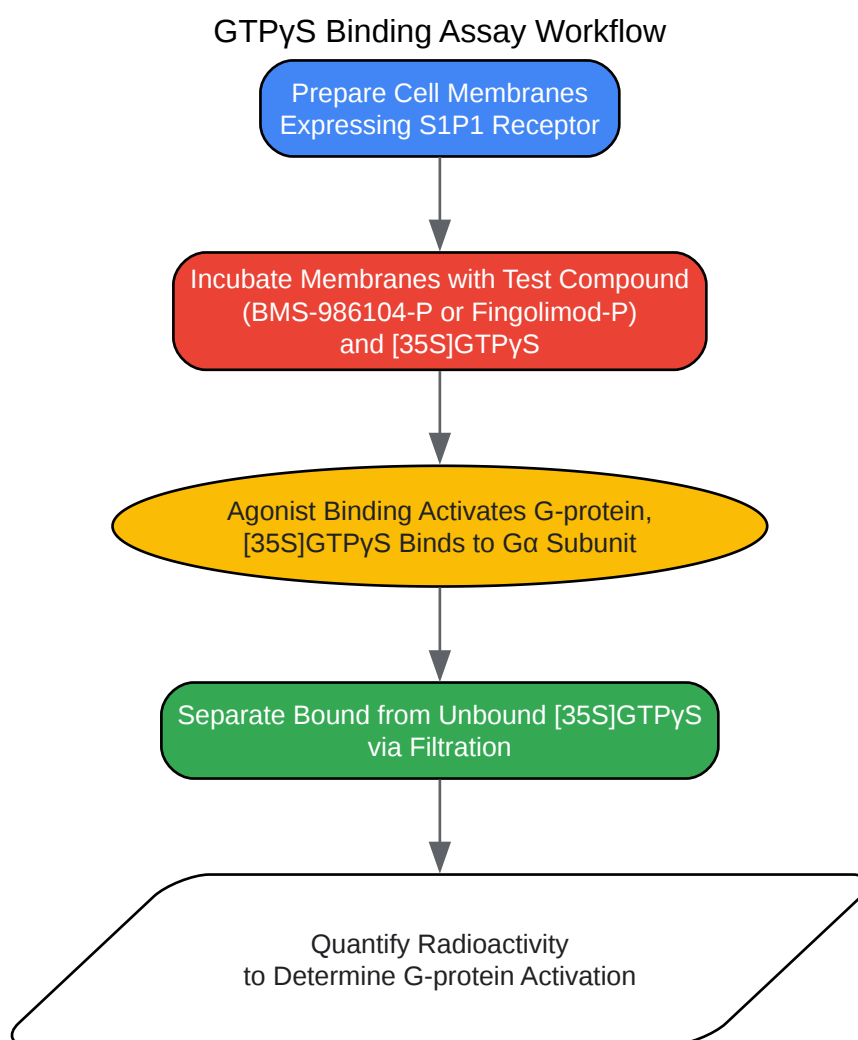 GTPγS Binding Assay Workflow
Prepare Cell Membranes
Expressing S1P1 Receptor
Incubate Membranes with Test Compound
(BMS-986104-P or Fingolimod-P)
and [35S]GTPγS
Agonist Binding Activates G-protein,
[35S]GTPγS Binds to Gα Subunit
Separate Bound from Unbound [35S]GTPγS
via Filtration
Quantify Radioactivity
to Determine G-protein Activation